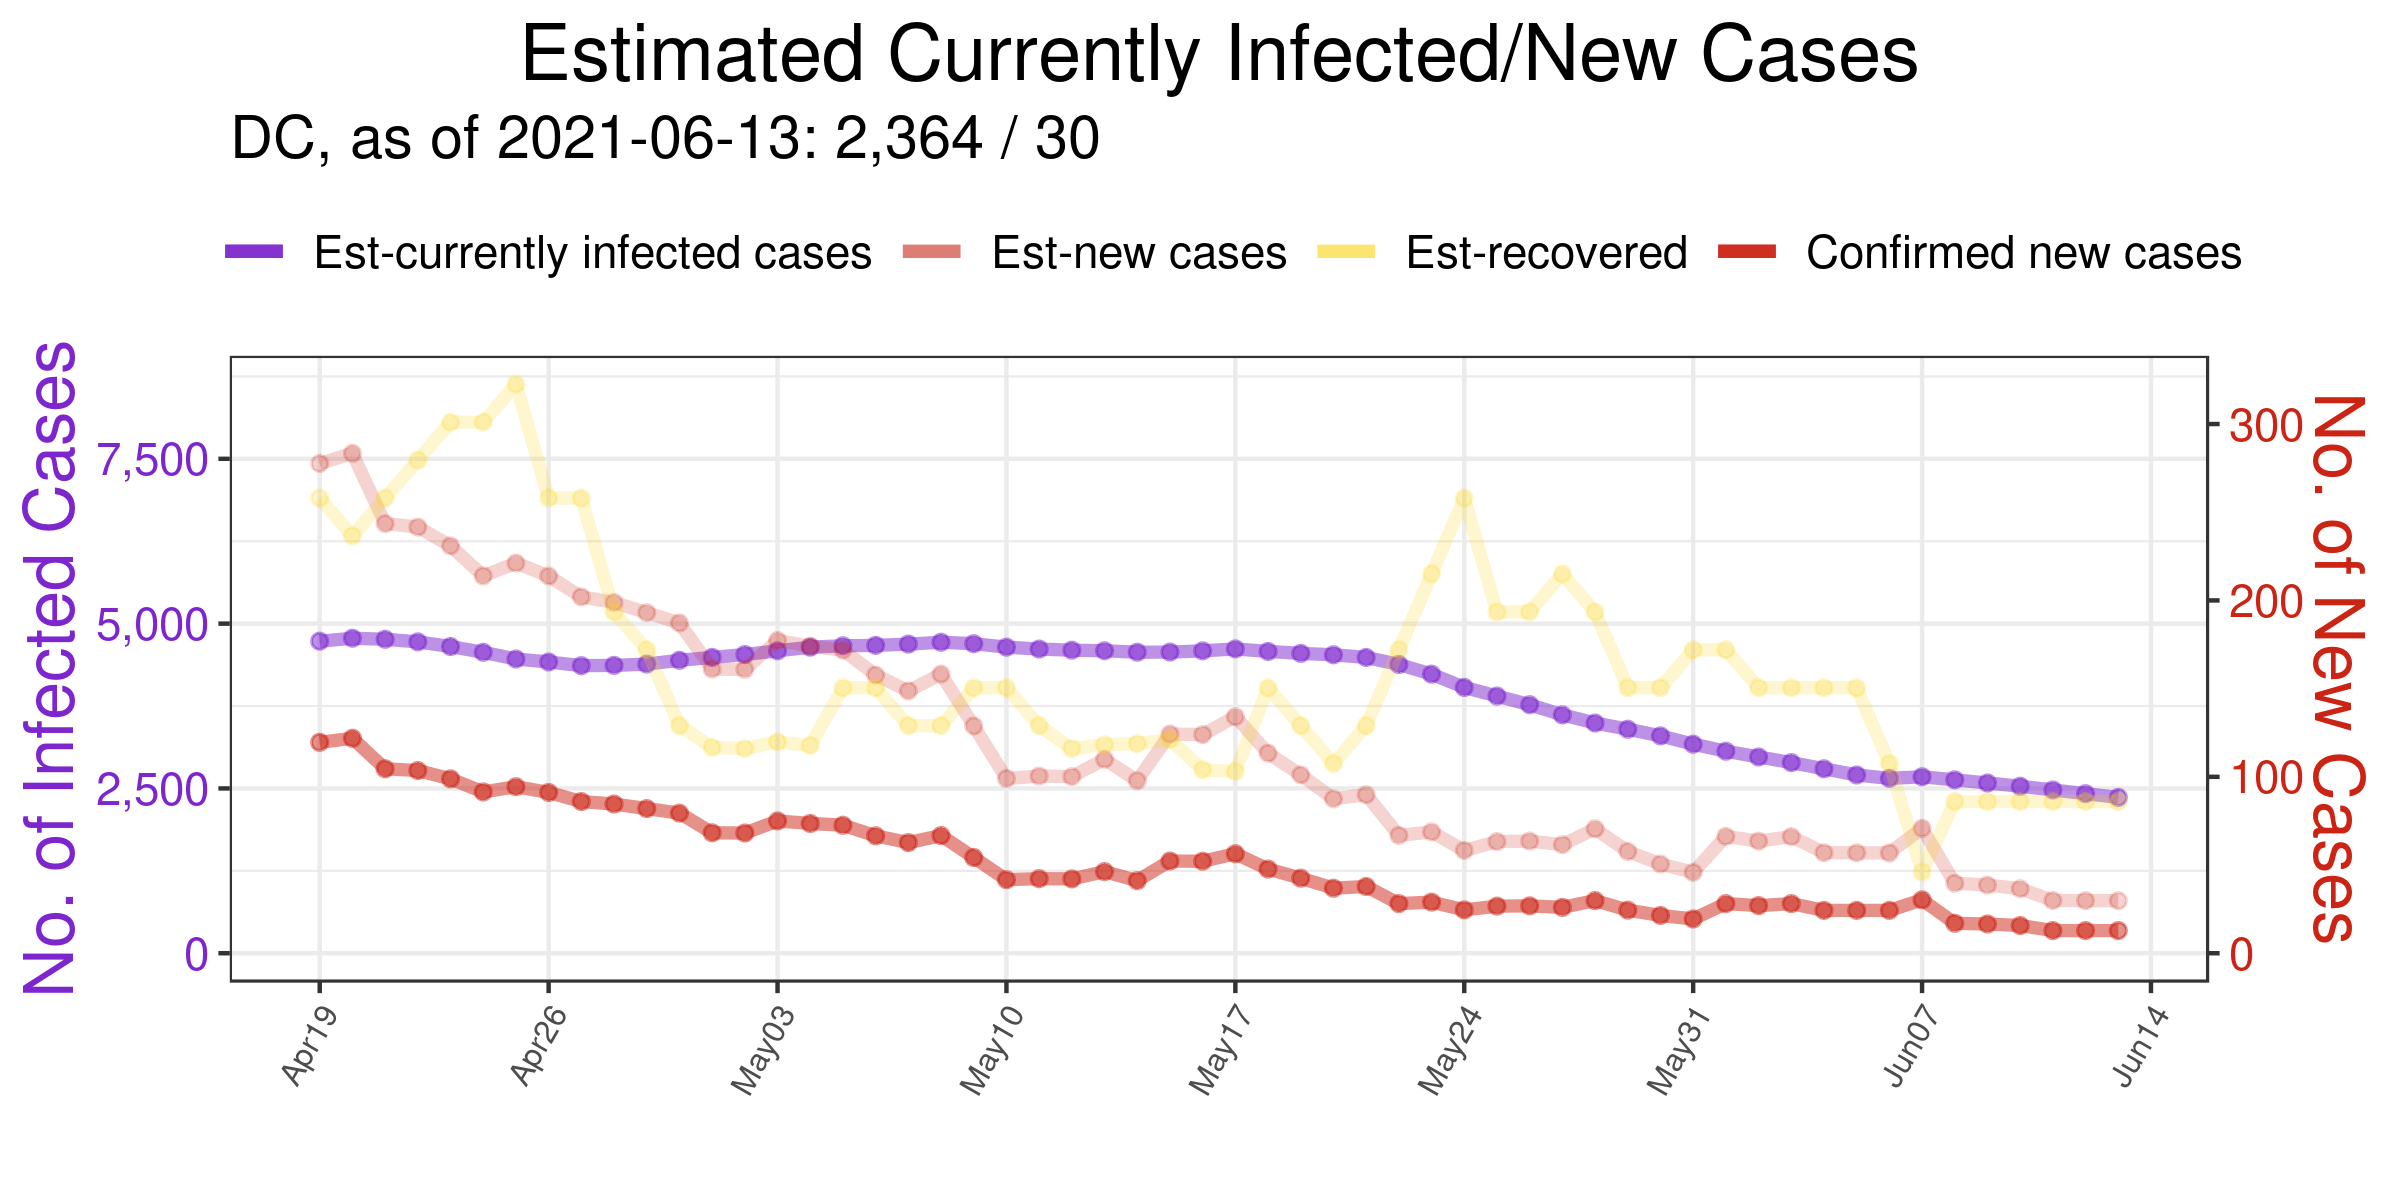 Estimated Currently Infected/New Cases
DC, as of 2021-06-13: 2,364 / 30
Est-currently infected cases Est-new cases Est-recovered Confirmed new cases
No. of Infected Cases
7,500
5,000
2,500
0
300
200
100
0
No. of New Cases
Apr19 Apr26 May03 May10 May17 May24 May31 Jun07 Jun14